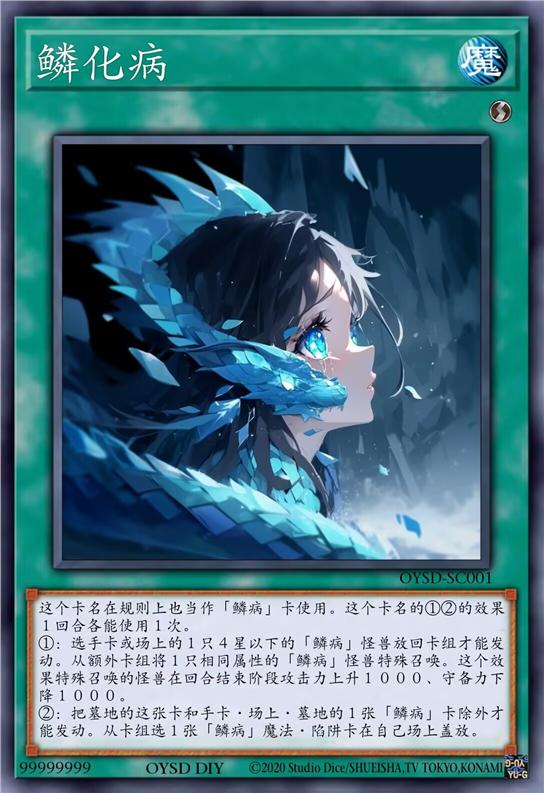 鳞化病
魔
OYSD-SC001
这个卡名在规则上也当作「鳞病」卡使用。这个卡名的①②的效果
1回合各能使用1次。
①：选手卡或场上的1只4星以下的「鳞病」怪兽放回卡组才能发
动。从额外卡组将1只相同属性的「鳞病」怪兽特殊召唤。这个效
果特殊召唤的怪兽在回合结束阶段攻击力上升1000、守备力下
降1000。
②：把墓地的这张卡和手卡·场上·墓地的1张「鳞病」卡除外才
能发动。从卡组选1张「鳞病」魔法·陷阱卡在自己场上盖放。
99999999 OYSD DIY ©2020 Studio Dice/SHUEISHA,TV TOKYO,KONAMI